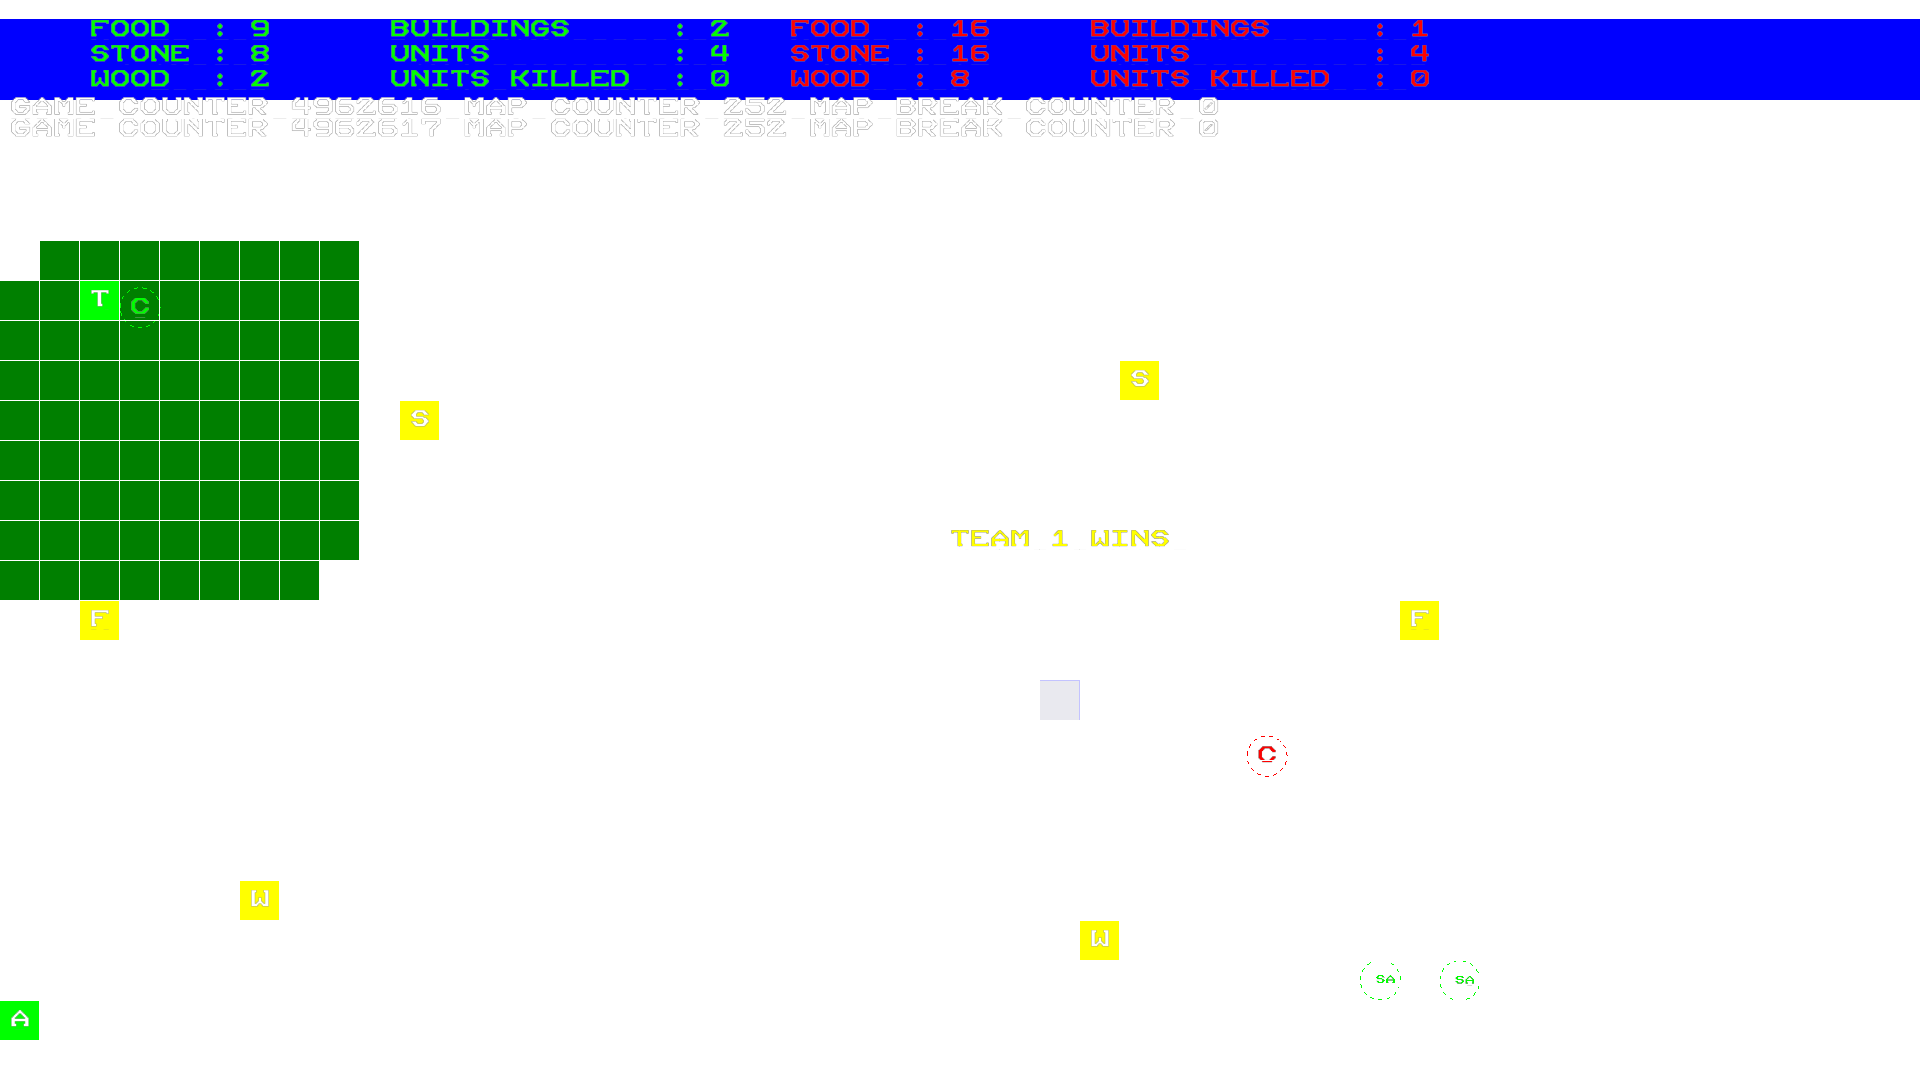 FOOD : 9 BUILDINGS : 2 FOOD : 16 BUILDINGS : 1
STONE : 8 UNITS : 4 STONE : 16 UNITS : 4
WOOD : 2 UNITS KILLED : 0 WOOD : 8 UNITS KILLED : 0
GAME COUNTER 4962616 MAP COUNTER 252 MAP BREAK COUNTER 0
GAME COUNTER 4962617 MAP COUNTER 252 MAP BREAK COUNTER 0
T C
S
S
TEAM 1 WINS
F F
C
W
W
SA SA
A